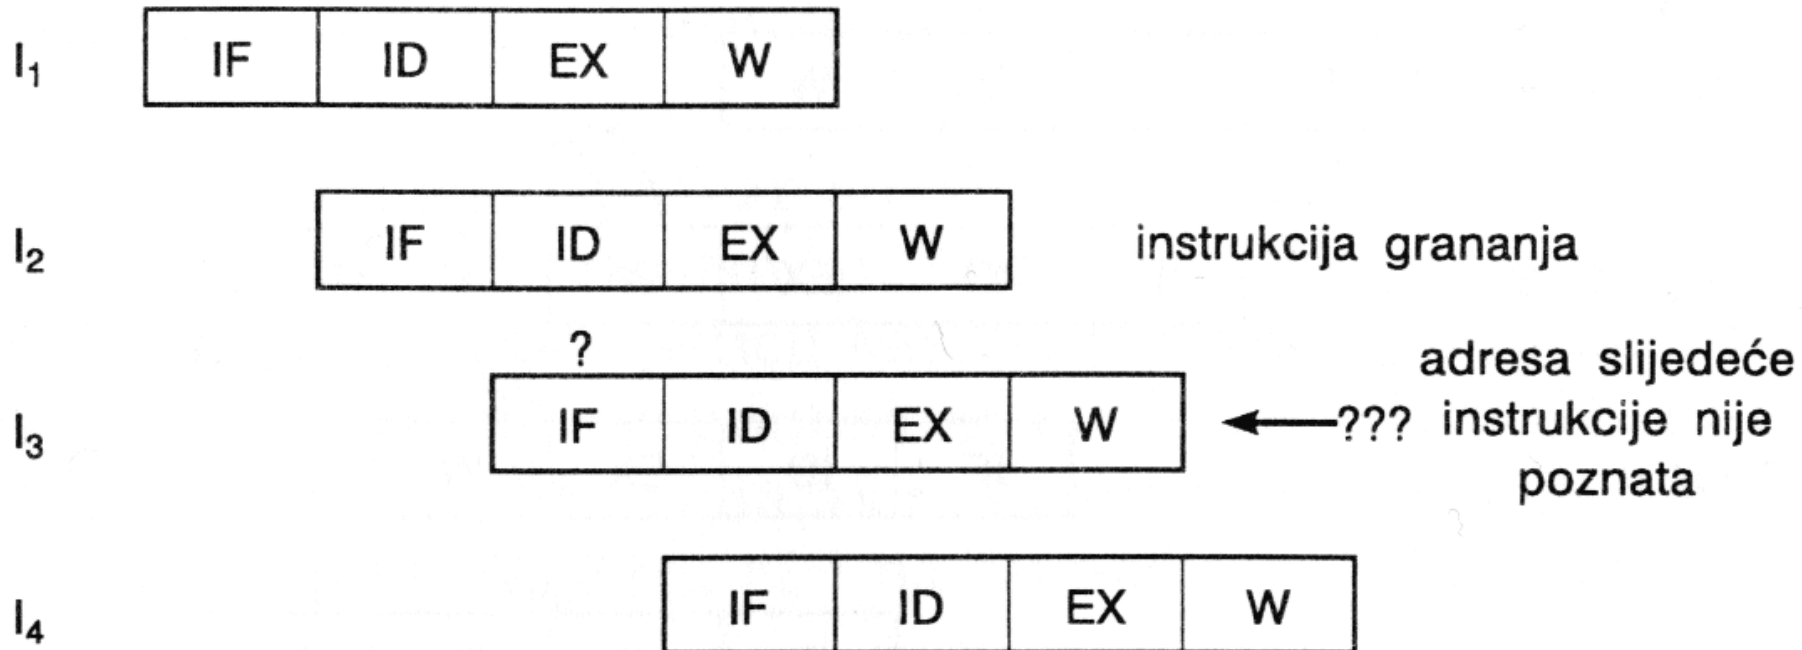 I₁ IF ID EX W
I₂ IF ID EX W instrukcija grananja
?
I₃ IF ID EX W ??? adresa slijedeće instrukcije nije poznata
I₄ IF ID EX W